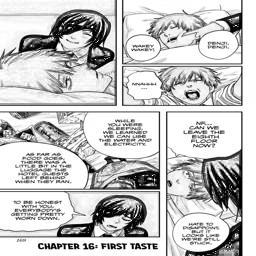 WAKEY
WAKEY!
DENJI,
DENJI.
NNAHHH
...
NF...
CAN WE
LEAVE THE
EIGHTH
FLOOR
NOW?
WHILE
YOU WERE
SLEEPING,
WE LEARNED
WE CAN USE
THE WATER AND
ELECTRICITY.
AS FAR AS
FOOD GOES,
THERE WAS A
LITTLE BIT IN THE
LUGGAGE THE
HOTEL GUESTS
LEFT BEHIND
WHEN THEY RAN.
HATE TO
DISAPPOINT,
BUT IT
LOOKS LIKE
WE'RE STILL
STUCK.
TO BE HONEST
WITH YOU,
EVERYBODY'S
GETTING PRETTY
WORN DOWN.
CHAPTER 16: FIRST TASTE